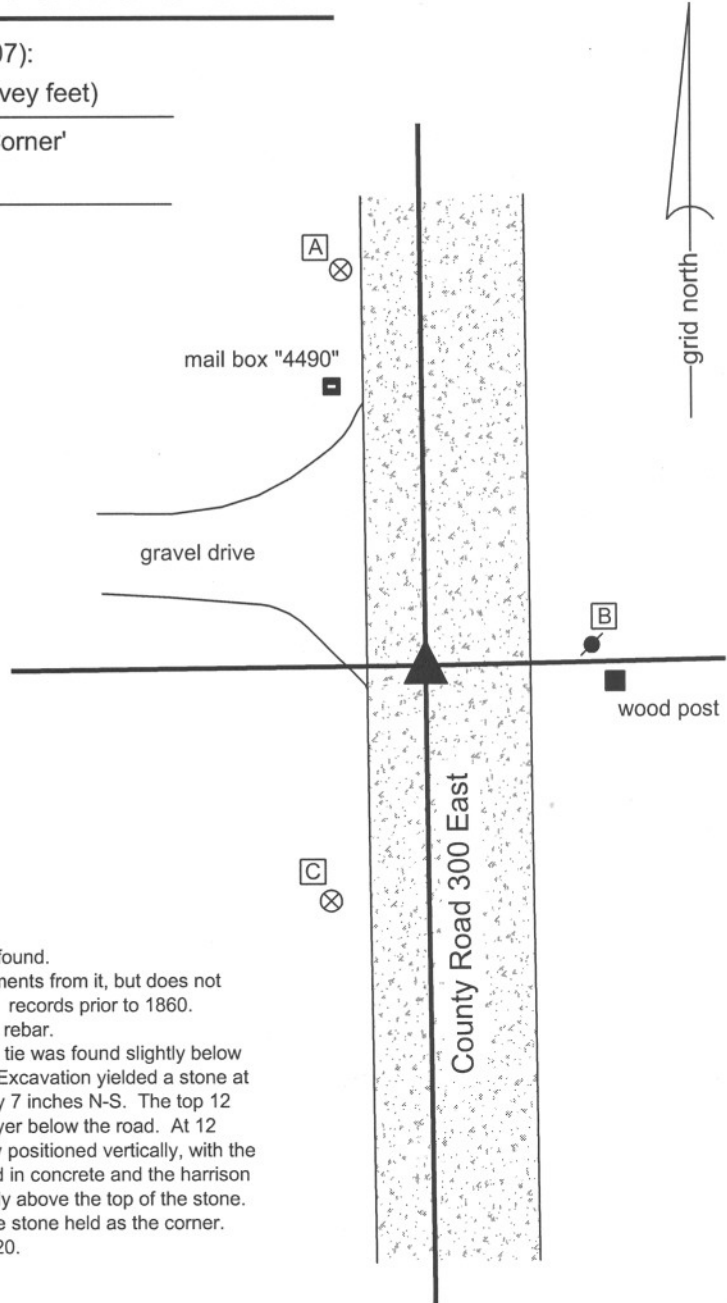 07):
vey feet)
orner'
A
mail box "4490"
grid north
gravel drive
B
wood post
County Road 300 East
C
found.
ments from it, but does not
records prior to 1860.
rebar.
tie was found slightly below
Excavation yielded a stone at
y 7 inches N-S. The top 12
yer below the road. At 12
y positioned vertically, with the
d in concrete and the harrison
ly above the top of the stone.
e stone held as the corner.
20.